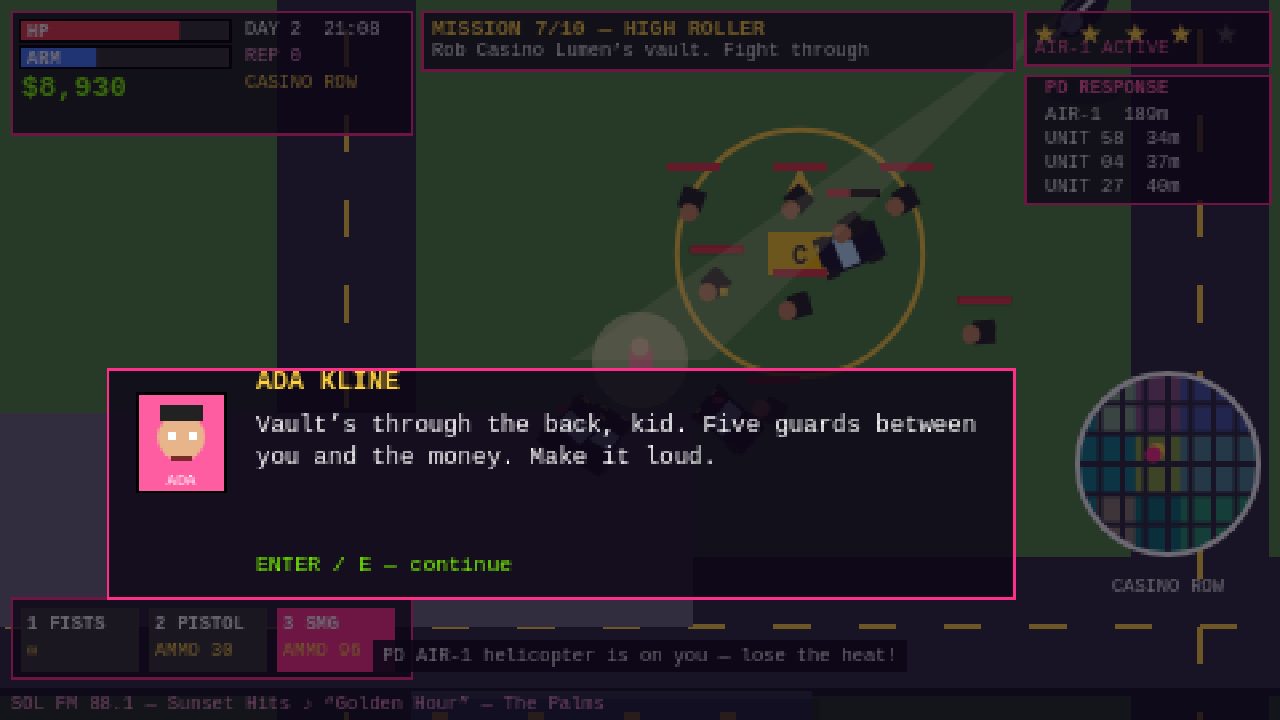 HP
ARM
$8,930
DAY 2 21:08
REP 0
CASINO ROW
MISSION 7/10 — HIGH ROLLER
Rob Casino Lumen's vault. Fight through
★ ★ ★ ★ ★
AIR-1 ACTIVE
PD RESPONSE
AIR-1 189m
UNIT 58 34m
UNIT 04 37m
UNIT 27 40m
C
ADA KLINE
Vault's through the back, kid. Five guards between
you and the money. Make it loud.
ADA
ENTER / E — continue
CASINO ROW
1 FISTS
∞
2 PISTOL
AMMO 38
3 SMG
AMMO 96
PD AIR-1 helicopter is on you — lose the heat!
SOL FM 88.1 — Sunset Hits ♪ "Golden Hour" — The Palms